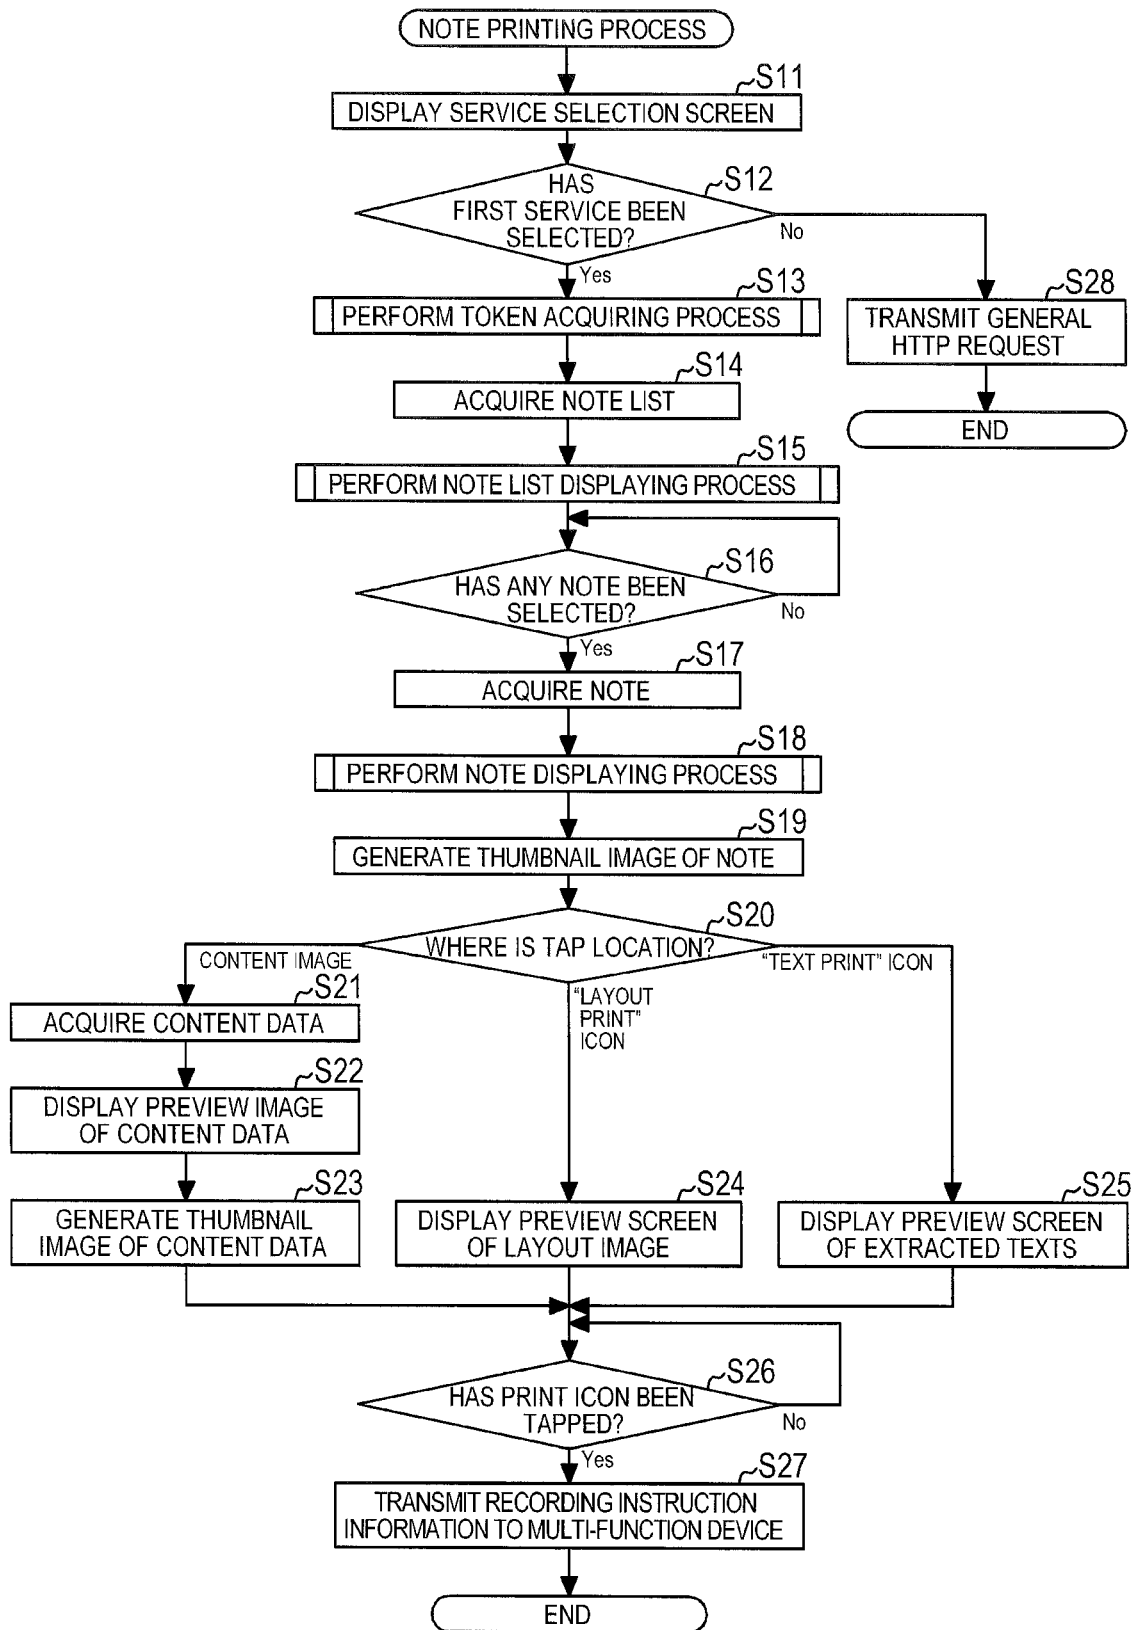 NOTE PRINTING PROCESS
S11
DISPLAY SERVICE SELECTION SCREEN
S12
HAS
FIRST SERVICE BEEN
SELECTED?
No
Yes
S13
PERFORM TOKEN ACQUIRING PROCESS
S28
TRANSMIT GENERAL
HTTP REQUEST
END
S14
ACQUIRE NOTE LIST
S15
PERFORM NOTE LIST DISPLAYING PROCESS
S16
HAS ANY NOTE BEEN
SELECTED?
No
Yes
S17
ACQUIRE NOTE
S18
PERFORM NOTE DISPLAYING PROCESS
S19
GENERATE THUMBNAIL IMAGE OF NOTE
S20
WHERE IS TAP LOCATION?
CONTENT IMAGE
"LAYOUT
PRINT"
ICON
"TEXT PRINT" ICON
S21
ACQUIRE CONTENT DATA
S22
DISPLAY PREVIEW IMAGE
OF CONTENT DATA
S23
GENERATE THUMBNAIL
IMAGE OF CONTENT DATA
S24
DISPLAY PREVIEW SCREEN
OF LAYOUT IMAGE
S25
DISPLAY PREVIEW SCREEN
OF EXTRACTED TEXTS
S26
HAS PRINT ICON BEEN
TAPPED?
No
Yes
S27
TRANSMIT RECORDING INSTRUCTION
INFORMATION TO MULTI-FUNCTION DEVICE
END